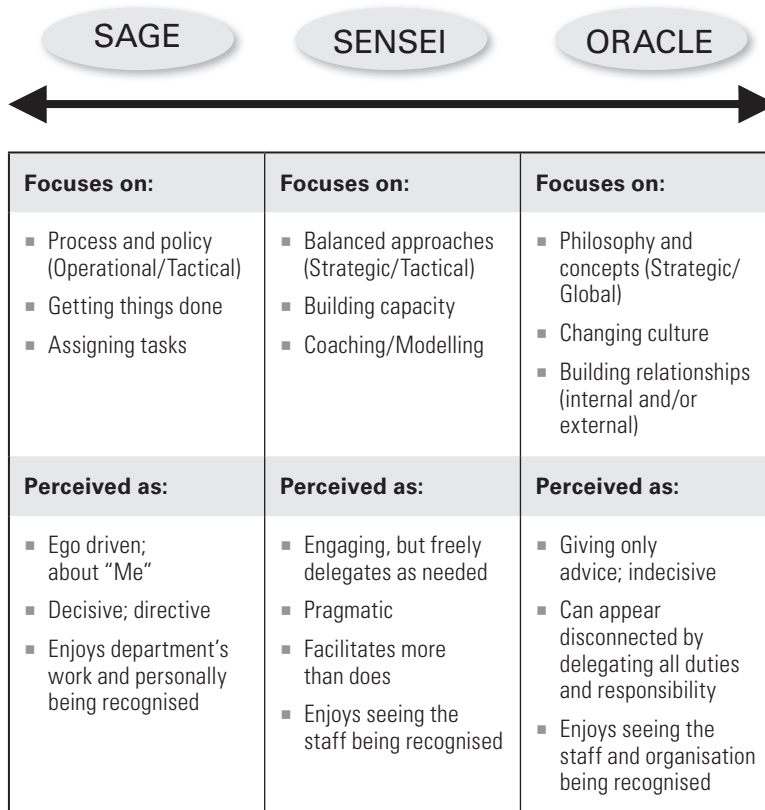 SAGE
SENSEI
ORACLE
Focuses on:
■ Process and policy
(Operational/Tactical)
■ Getting things done
■ Assigning tasks
Focuses on:
■ Balanced approaches
(Strategic/Tactical)
■ Building capacity
■ Coaching/Modelling
Focuses on:
■ Philosophy and
concepts (Strategic/
Global)
■ Changing culture
■ Building relationships
(internal and/or
external)
Perceived as:
■ Ego driven;
about “Me”
■ Decisive; directive
■ Enjoys department’s
work and personally
being recognised
Perceived as:
■ Engaging, but freely
delegates as needed
■ Pragmatic
■ Facilitates more
than does
■ Enjoys seeing the
staff being recognised
Perceived as:
■ Giving only
advice; indecisive
■ Can appear
disconnected by
delegating all duties
and responsibility
■ Enjoys seeing the
staff and organisation
being recognised